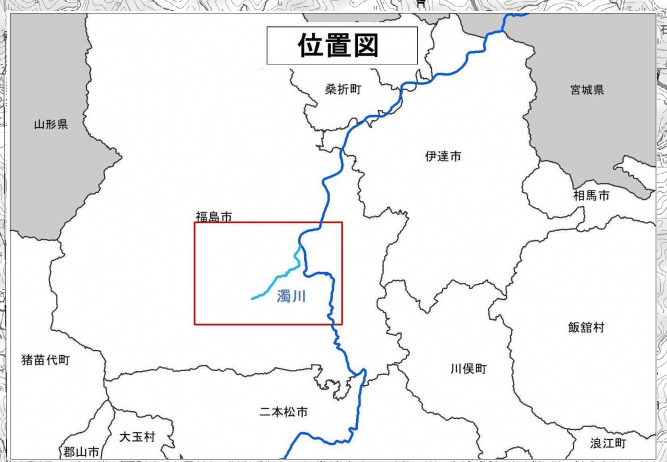 位置図
桑折町
宮城県
山形県
伊達市
相馬市
福島市
濁川
飯舘村
猪苗代町
川俣町
二本松市
大玉村
浪江町
郡山市